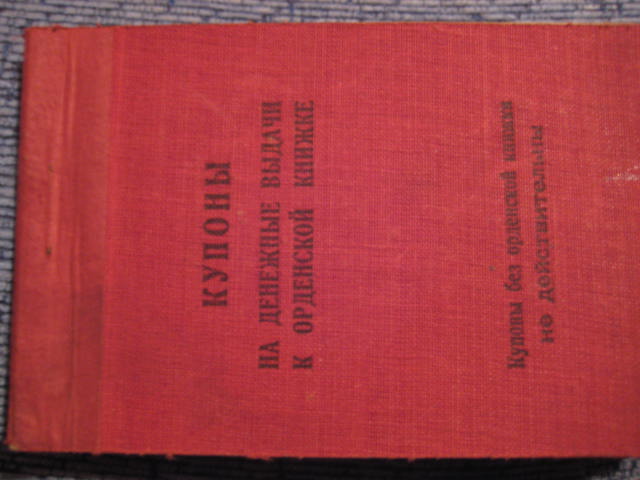 КУПОНЫ
НА ДЕНЕЖНЫЕ ВЫДАЧИ
К ОРДЕНСКОЙ КНИЖКЕ
Купоны без орденской книжки
не действительны